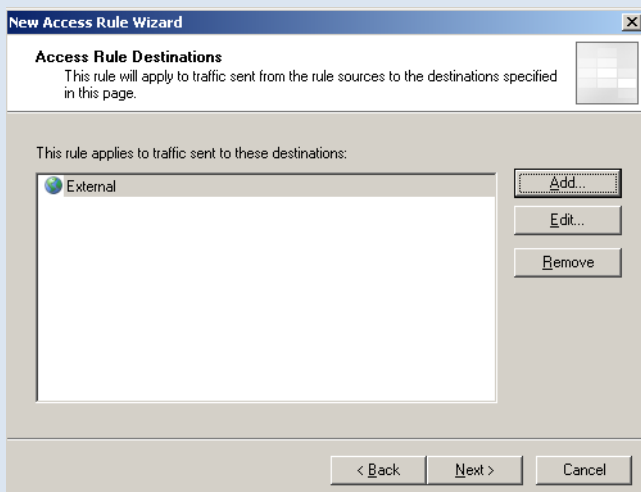 New Access Rule Wizard
Access Rule Destinations
This rule will apply to traffic sent from the rule sources to the destinations specified
in this page.
This rule applies to traffic sent to these destinations:
External
Add...
Edit...
Remove
< Back
Next >
Cancel